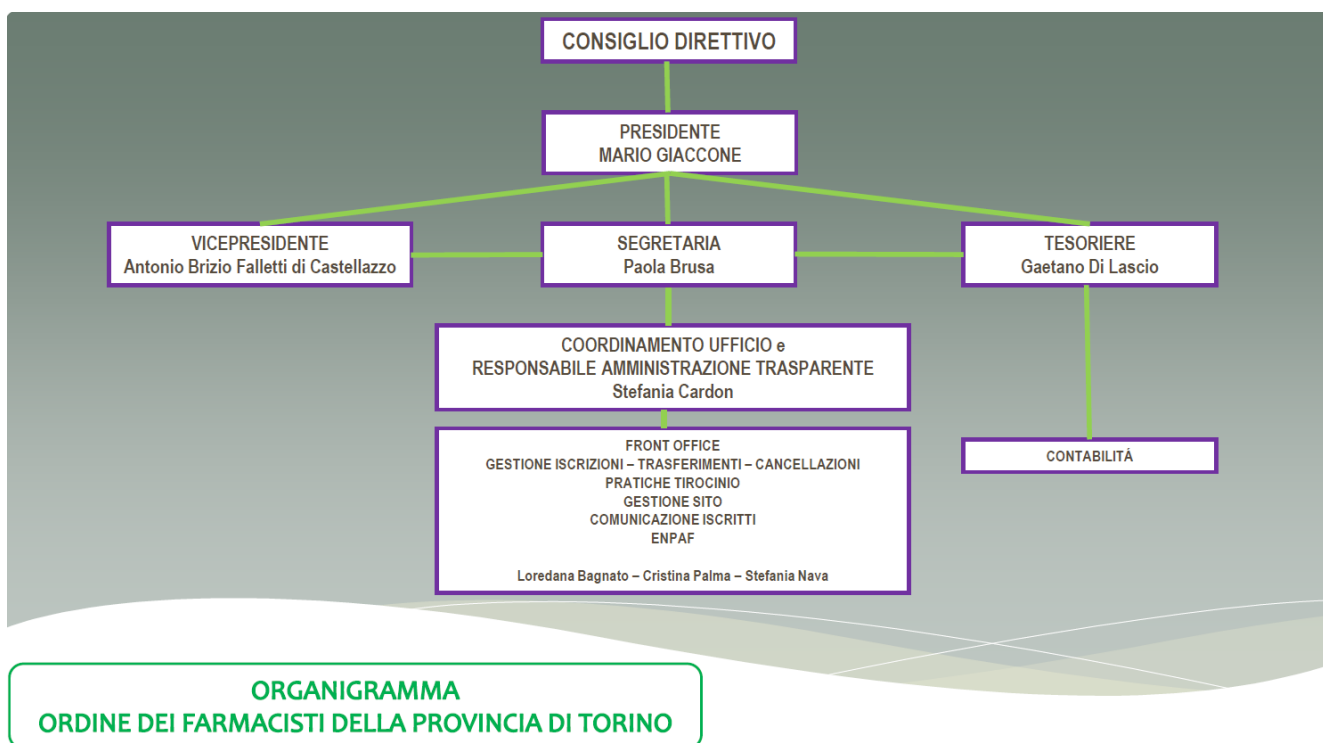 CONSIGLIO DIRETTIVO
PRESIDENTE
MARIO GIACCONE
VICEPRESIDENTE
Antonio Brizio Falletti di Castellazzo
SEGRETARIA
Paola Brusa
TESORIERE
Gaetano Di Lascio
COORDINAMENTO UFFICIO e
RESPONSABILE AMMINISTRAZIONE TRASPARENTE
Stefania Cardon
FRONT OFFICE
GESTIONE ISCRIZIONI – TRASFERIMENTI – CANCELLAZIONI
PRATICHE TIROCINIO
GESTIONE SITO
COMUNICAZIONE ISCRITTI
ENPAF
Loredana Bagnato – Cristina Palma – Stefania Nava
CONTABILITÀ
ORGANIGRAMMA
ORDINE DEI FARMACISTI DELLA PROVINCIA DI TORINO